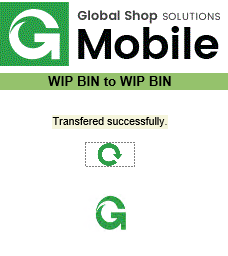 Global Shop SOLUTIONS
Mobile
WIP BIN to WIP BIN
Transfered successfully.